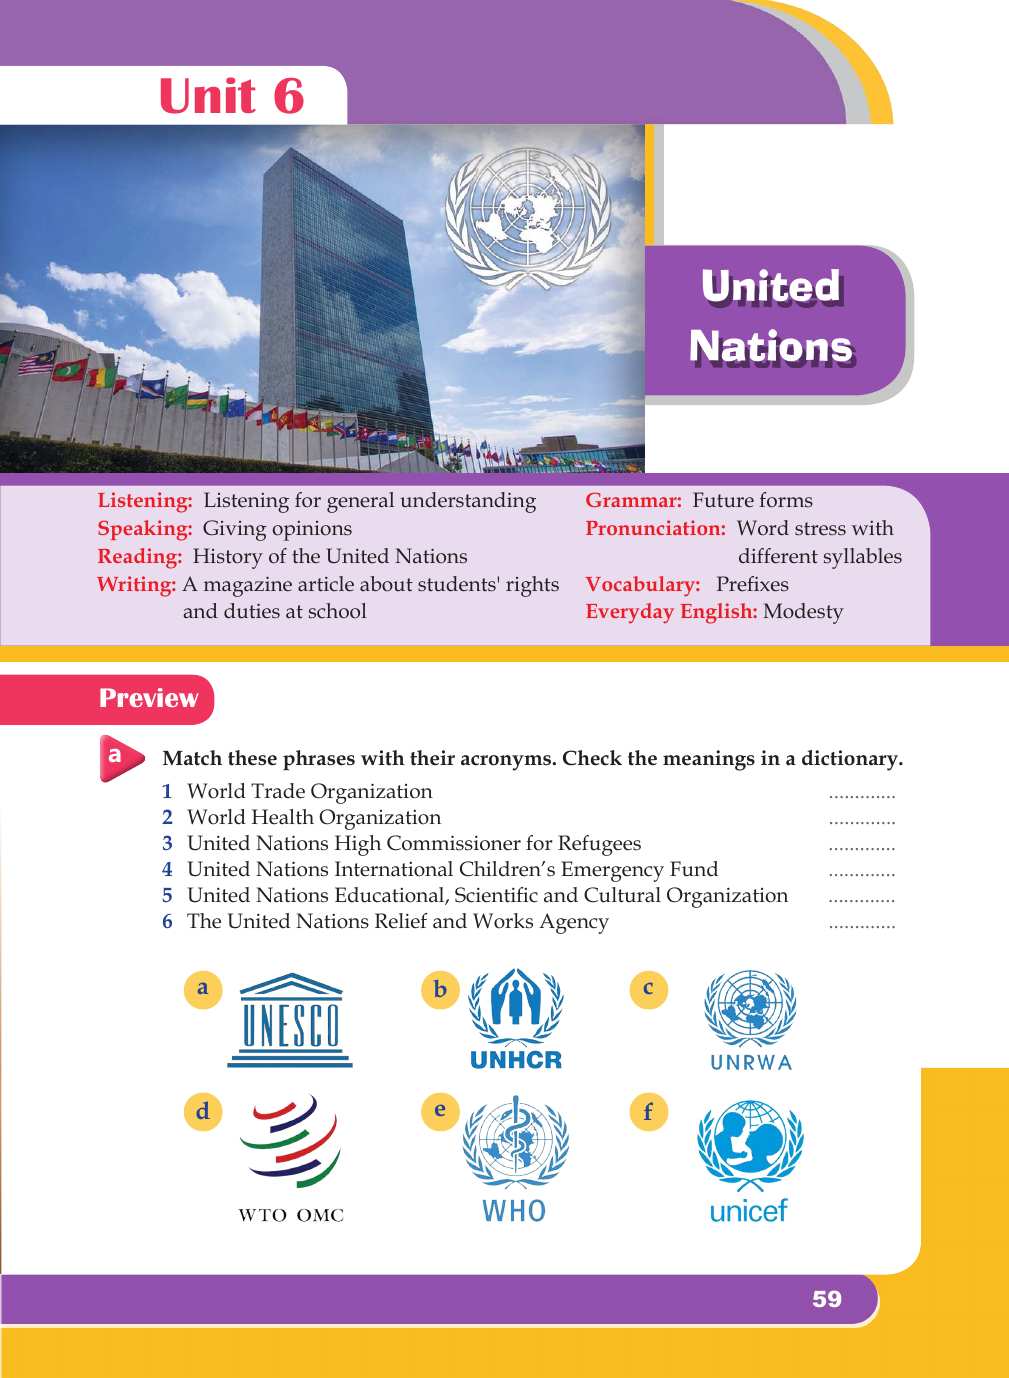 Unit 6
United
Nations
Listening: Listening for general understanding
Speaking: Giving opinions
Reading: History of the United Nations
Writing: A magazine article about students' rights
and duties at school
Grammar: Future forms
Pronunciation: Word stress with
different syllables
Vocabulary: Prefixes
Everyday English: Modesty
Preview
a Match these phrases with their acronyms. Check the meanings in a dictionary.
1 World Trade Organization .............
2 World Health Organization .............
3 United Nations High Commissioner for Refugees .............
4 United Nations International Children’s Emergency Fund .............
5 United Nations Educational, Scientific and Cultural Organization .............
6 The United Nations Relief and Works Agency .............
a UNESCO
b UNHCR
c UNRWA
d WTO OMC
e WHO
f unicef
59